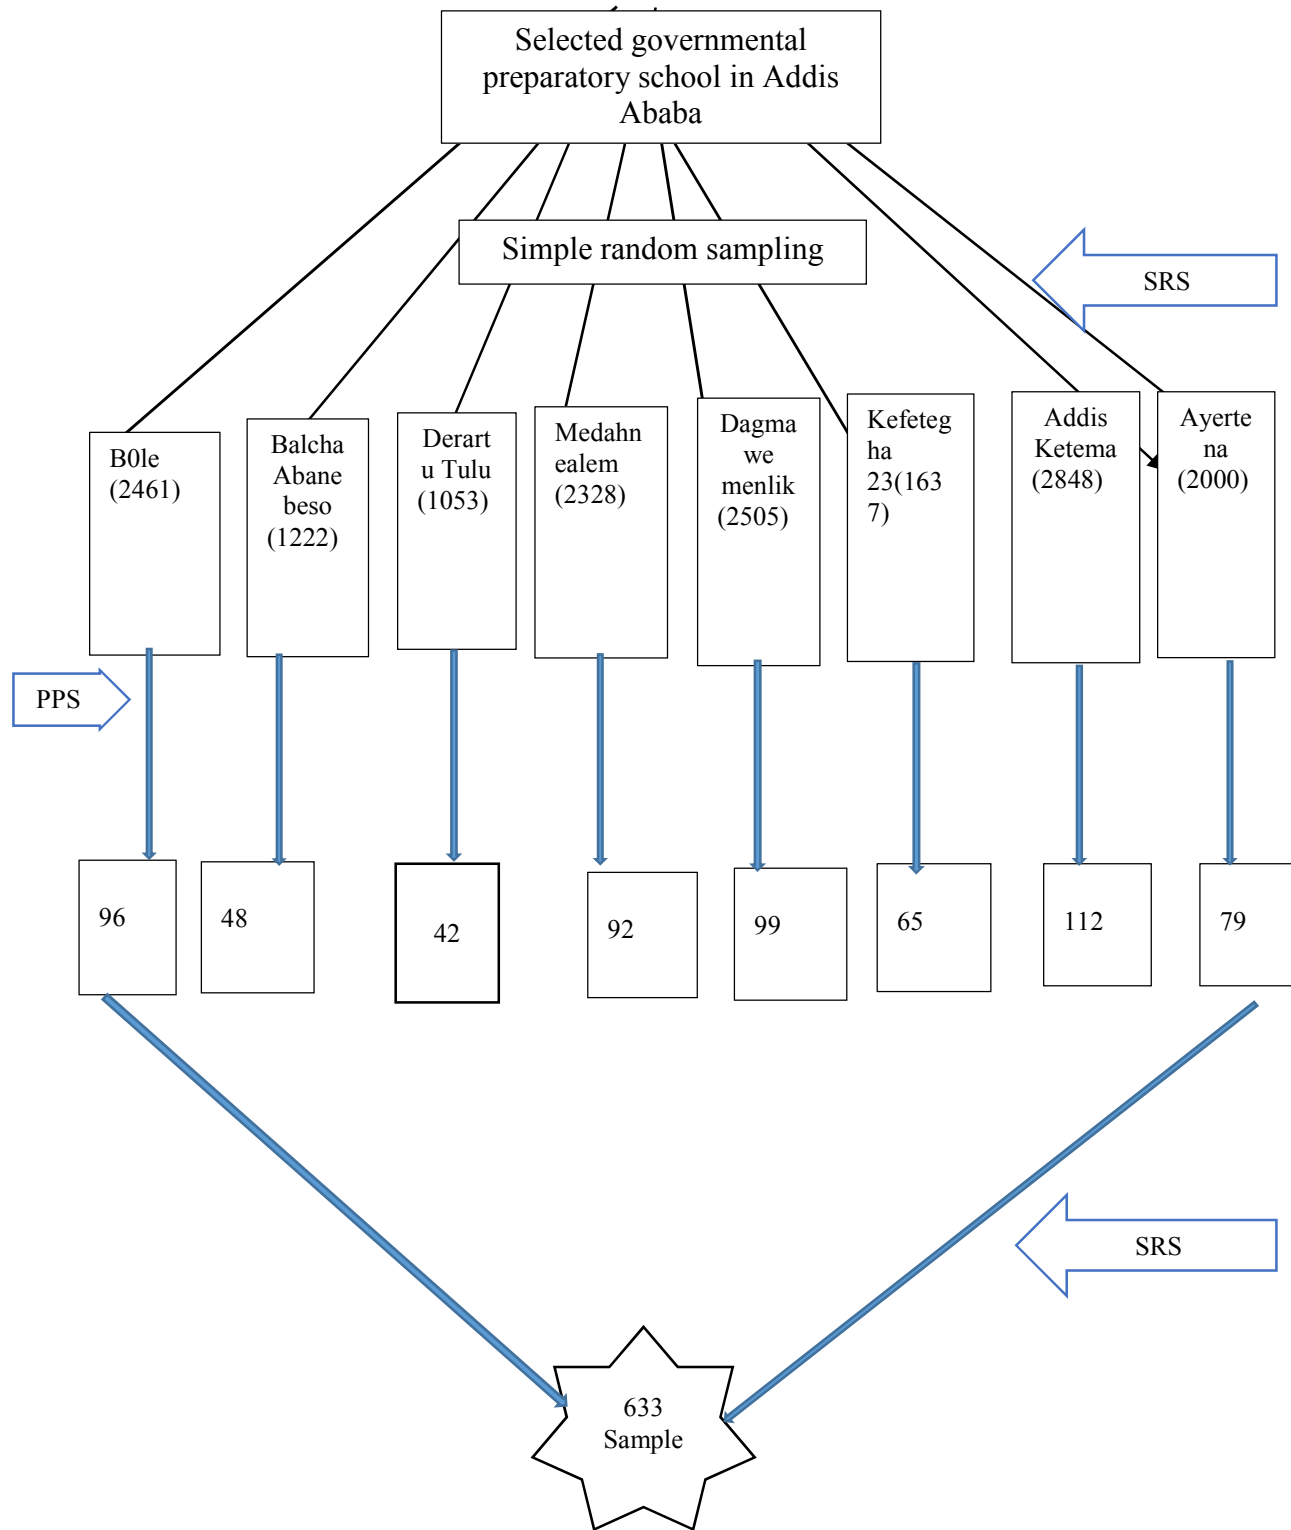 Selected governmental
preparatory school in Addis
Ababa
Simple random sampling
SRS
B0le
(2461)
Balcha
Abane
beso
(1222)
Derart
u Tulu
(1053)
Medahn
ealem
(2328)
Dagma
we
menlik
(2505)
Kefeteg
ha
23(163
7)
Addis
Ketema
(2848)
Ayerte
na
(2000)
PPS
96
48
42
92
99
65
112
79
SRS
633
Sample